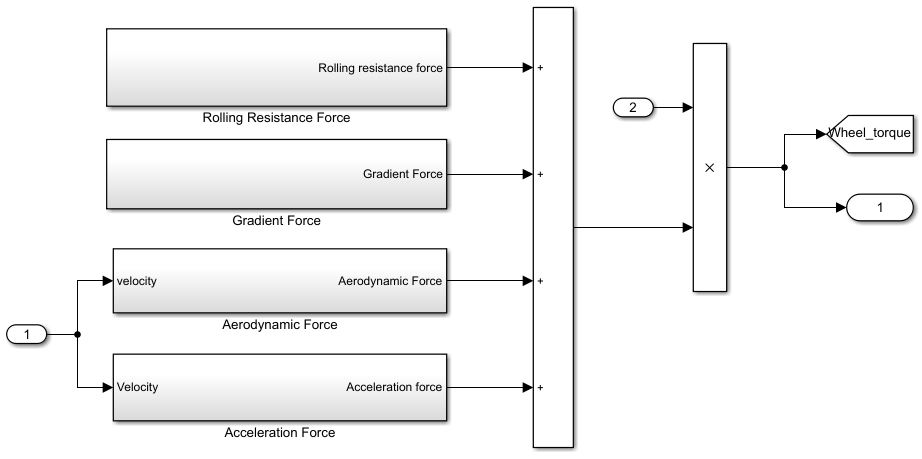 Rolling resistance force
+
Rolling Resistance Force
2
Wheel_torque
Gradient Force
+
×
Gradient Force
1
velocity
Aerodynamic Force
+
Aerodynamic Force
1
Velocity
Acceleration force
+
Acceleration Force